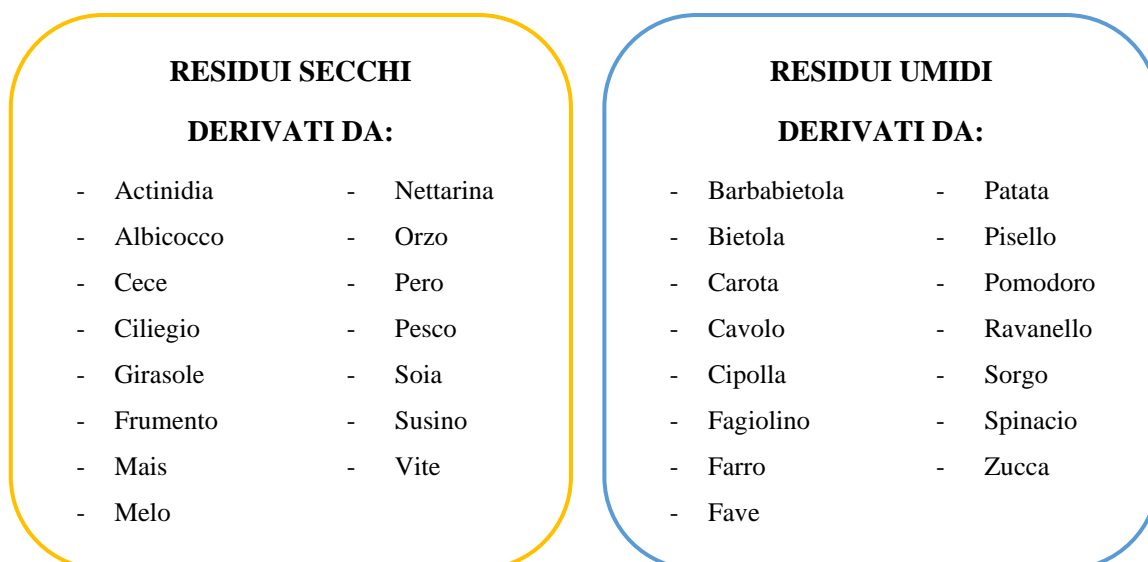 RESIDUI SECCHI
DERIVATI DA:
- Actinidia
- Albicocco
- Cece
- Ciliegio
- Girasole
- Frumento
- Mais
- Melo
- Nettarina
- Orzo
- Pero
- Pesco
- Soia
- Susino
- Vite
RESIDUI UMIDI
DERIVATI DA:
- Barbabietola
- Bietola
- Carota
- Cavolo
- Cipolla
- Fagiolino
- Farro
- Fave
- Patata
- Pisello
- Pomodoro
- Ravanello
- Sorgo
- Spinacio
- Zucca